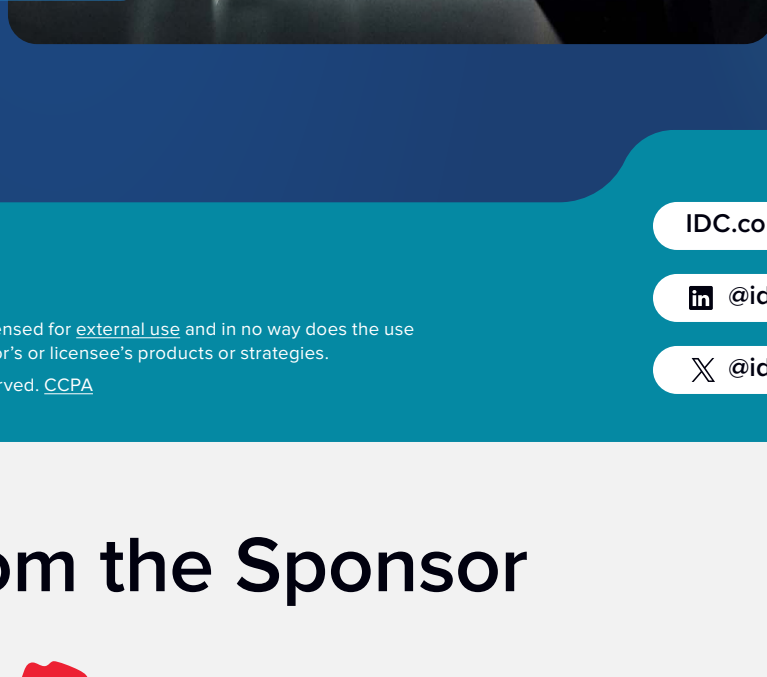 IDC.co
@id
ensed for external use and in no way does the use
or's or licensee's products or strategies.
@id
rved. CCPA
om the Sponsor